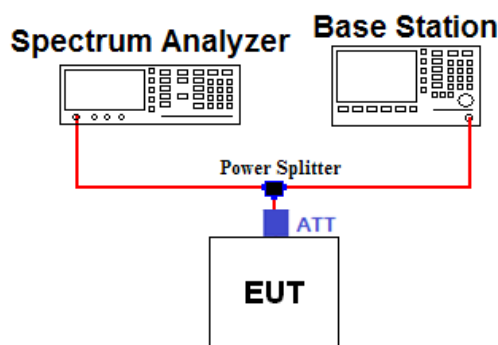 Spectrum Analyzer
Base Station
Power Splitter
ATT
EUT